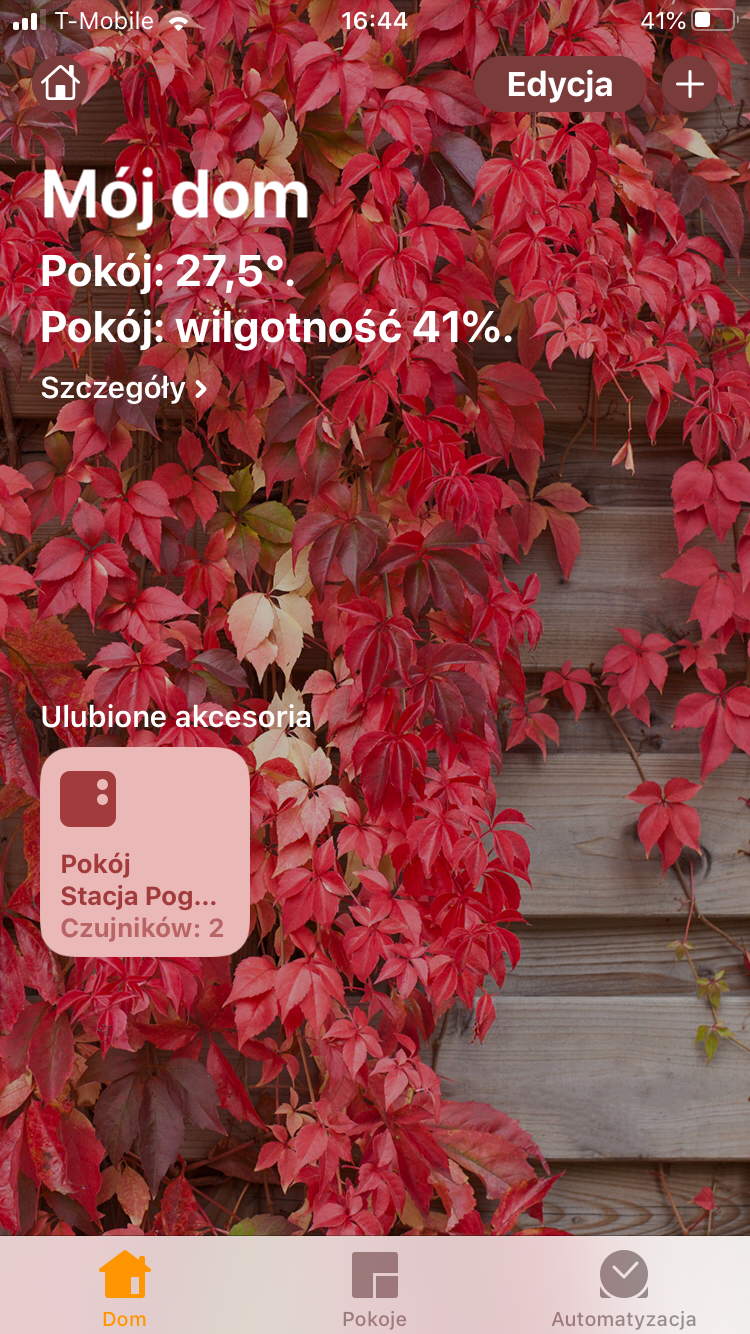 T-Mobile 16:44 41%
Edycja
Mój dom
Pokój: 27,5°.
Pokój: wilgotność 41%.
Szczegóły
Ulubione akcesoria
Pokój
Stacja Pog...
Czujników: 2
Dom Pokoje Automatyzacja